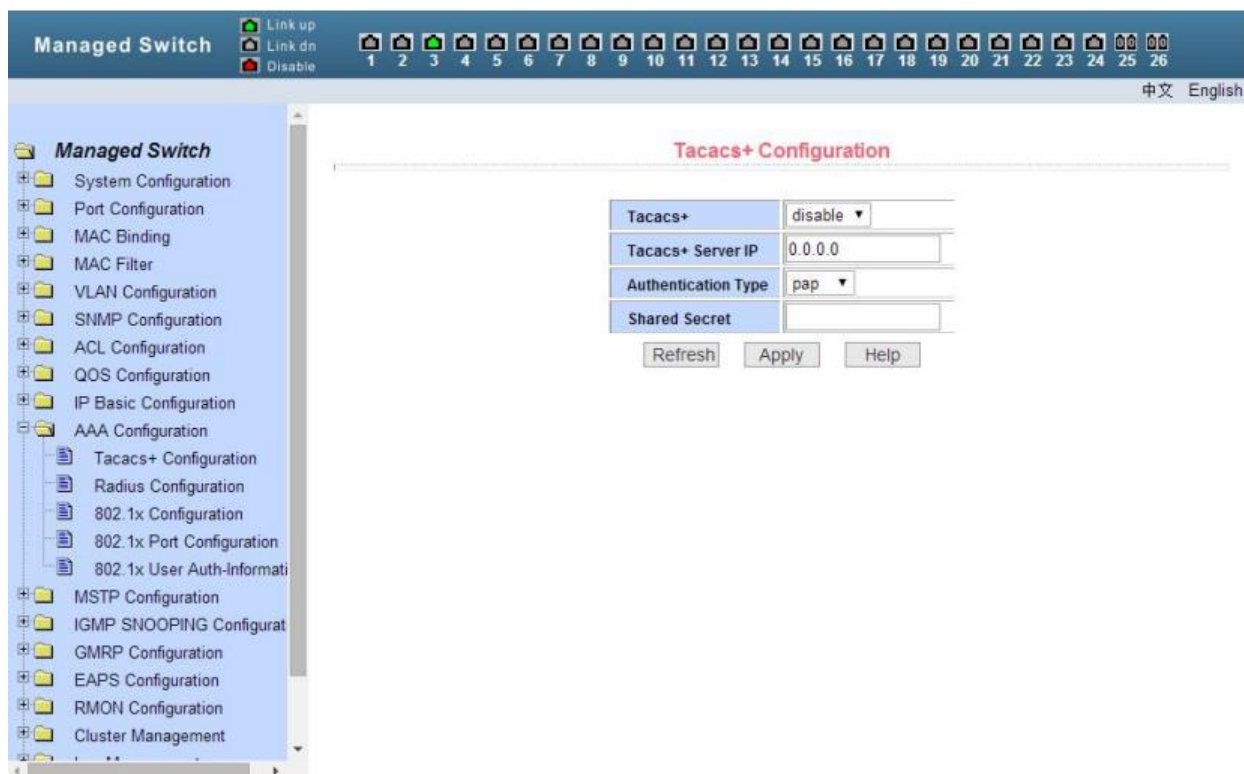 Managed Switch
Link up
Link dn
Disable
1 2 3 4 5 6 7 8 9 10 11 12 13 14 15 16 17 18 19 20 21 22 23 24 25 26
中文 English
Managed Switch
System Configuration
Port Configuration
MAC Binding
MAC Filter
VLAN Configuration
SNMP Configuration
ACL Configuration
QOS Configuration
IP Basic Configuration
AAA Configuration
Tacacs+ Configuration
Radius Configuration
802.1x Configuration
802.1x Port Configuration
802.1x User Auth-Informati
MSTP Configuration
IGMP SNOOPING Configurat
GMRP Configuration
EAPS Configuration
RMON Configuration
Cluster Management
Tacacs+ Configuration
Tacacs+ disable
Tacacs+ Server IP 0.0.0.0
Authentication Type pap
Shared Secret
Refresh Apply Help